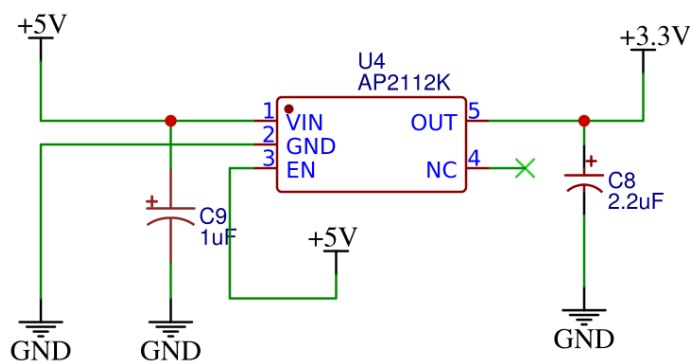 +5V
+3.3V
U4
AP2112K
1
VIN
OUT
5
2
GND
3
EN
NC
4
+
C9
1uF
+
C8
2.2uF
+5V
GND
GND
GND